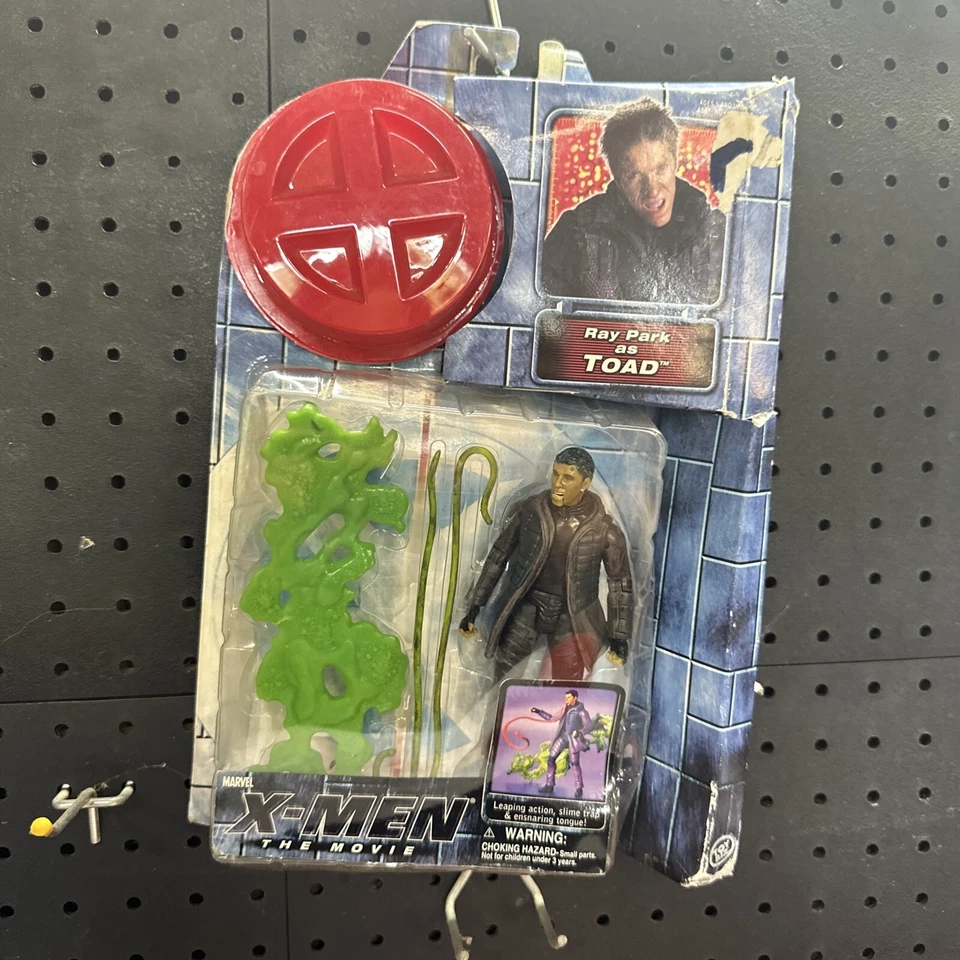 Ray Park
as
TOAD™
Leaping action, slime trap
& ensnaring tongue!
MARVEL
X-MEN®
THE MOVIE
⚠ WARNING:
CHOKING HAZARD-Small parts.
Not for children under 3 years.